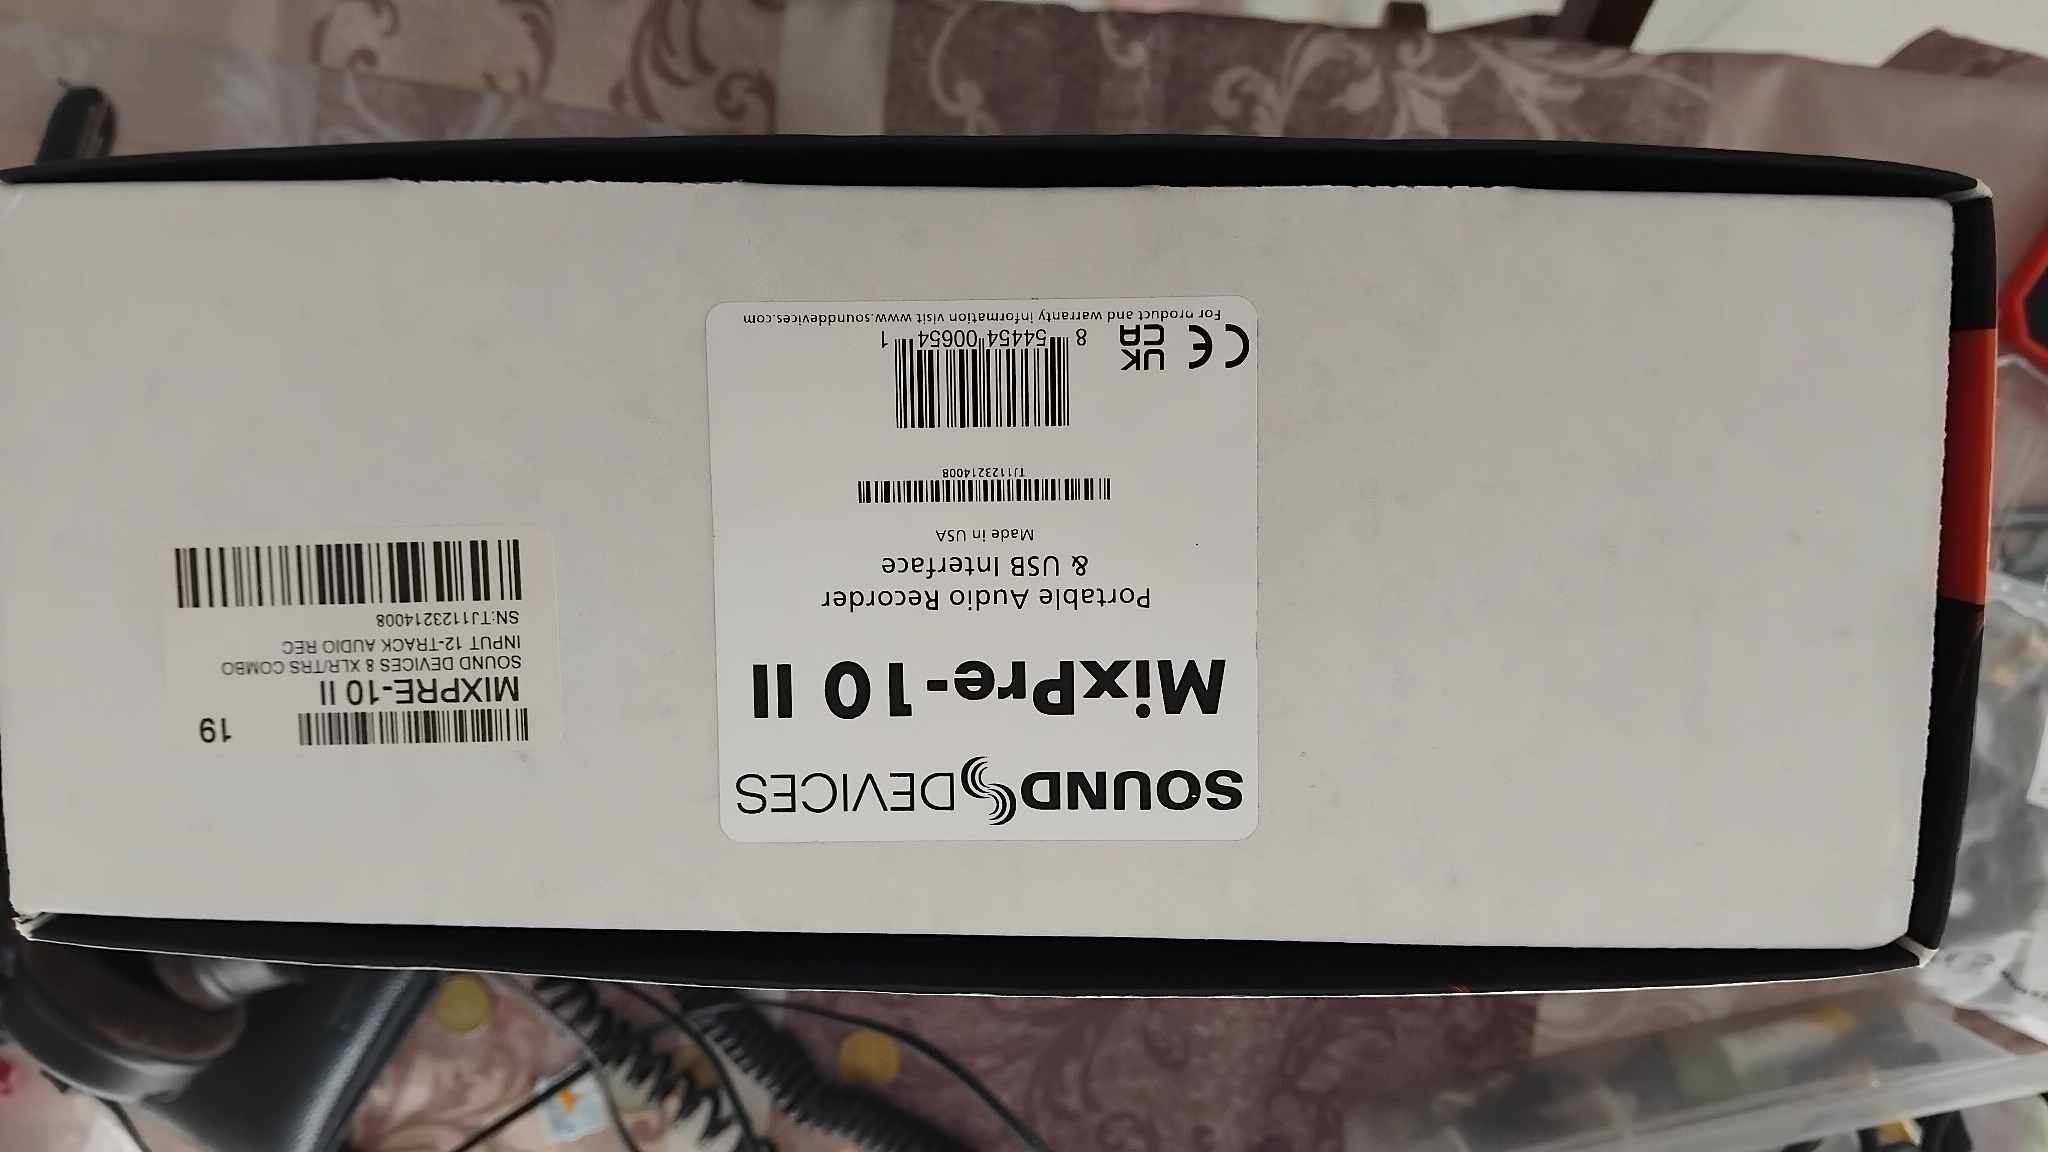 SOUND DEVICES
MixPre-10 II
Portable Audio Recorder
& USB Interface
Made in USA
TJ1123214008
8 54454 00654 1
UK
CA
CE
For product and warranty information visit www.sounddevices.com
19
MIXPRE-10 II
SOUND DEVICES 8 XLR/TRS COMBO
INPUT 12-TRACK AUDIO REC
SN:TJ1123214008